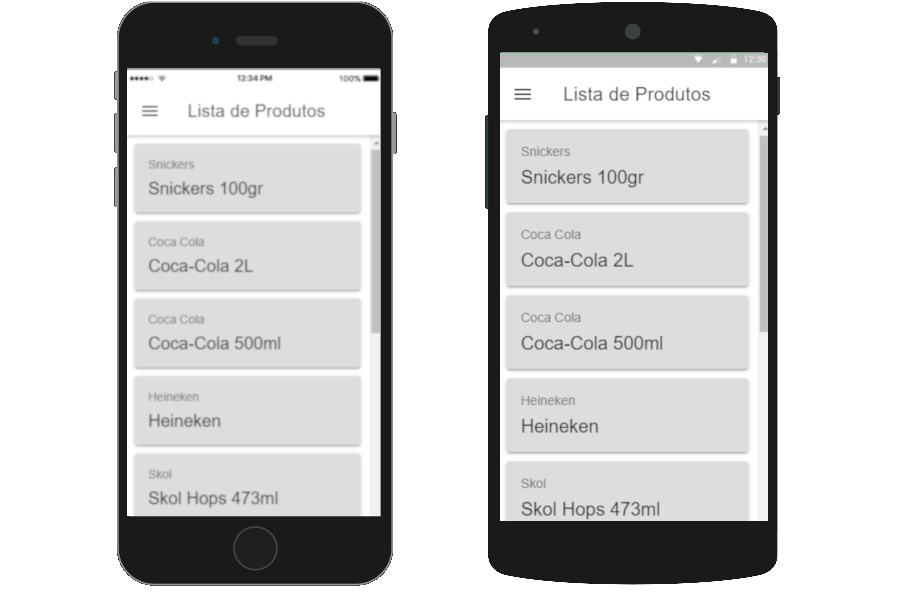 12:34 PM
100%
Lista de Produtos
Snickers
Snickers 100gr
Coca Cola
Coca-Cola 2L
Coca Cola
Coca-Cola 500ml
Heineken
Heineken
Skol
Skol Hops 473ml
12:30
Lista de Produtos
Snickers
Snickers 100gr
Coca Cola
Coca-Cola 2L
Coca Cola
Coca-Cola 500ml
Heineken
Heineken
Skol
Skol Hops 473ml